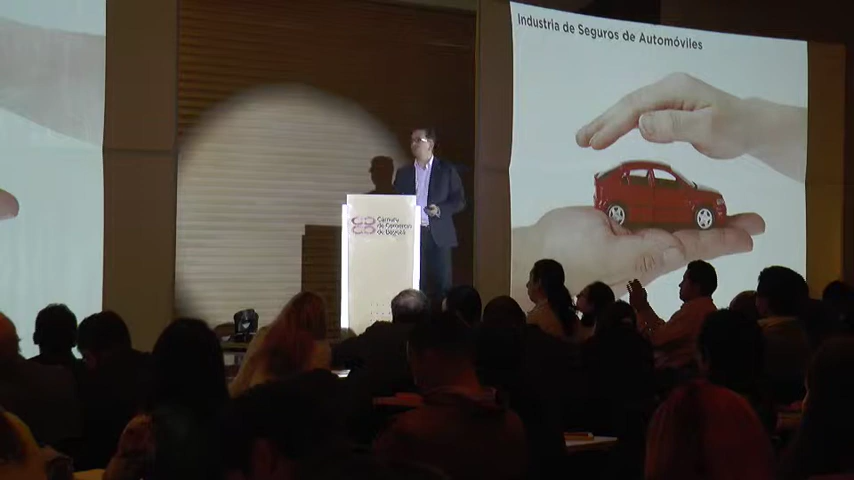 Industria de Seguros de Automóviles
Cámara
de Comercio
de Bogotá